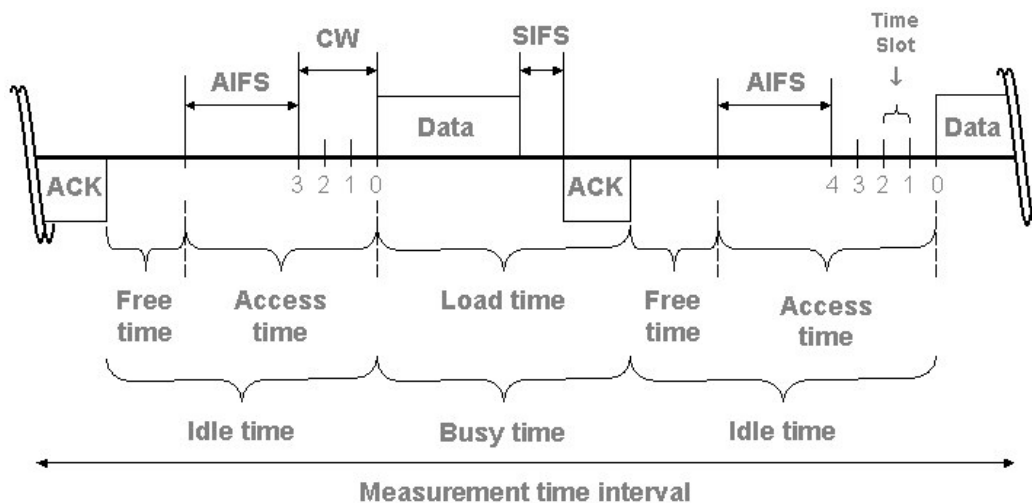 Time
Slot
CW
SIFS
AIFS
AIFS
Data
Data
ACK
3 2 1 0
ACK
4 3 2 1 0
Free
time
Access
time
Load time
Free
time
Access
time
Idle time
Busy time
Idle time
Measurement time interval